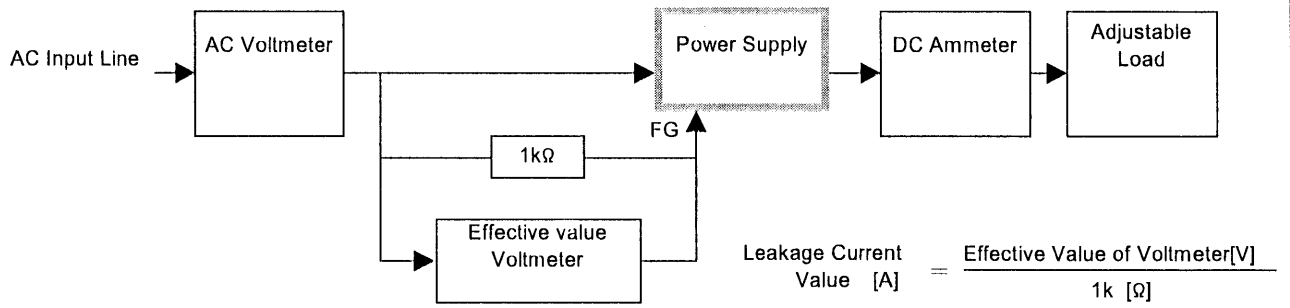 AC Input Line
AC Voltmeter
Power Supply
DC Ammeter
Adjustable
Load
FG
1kΩ
Effective value
Voltmeter
Leakage Current
Value [A]
=
Effective Value of Voltmeter[V]
1k [Ω]